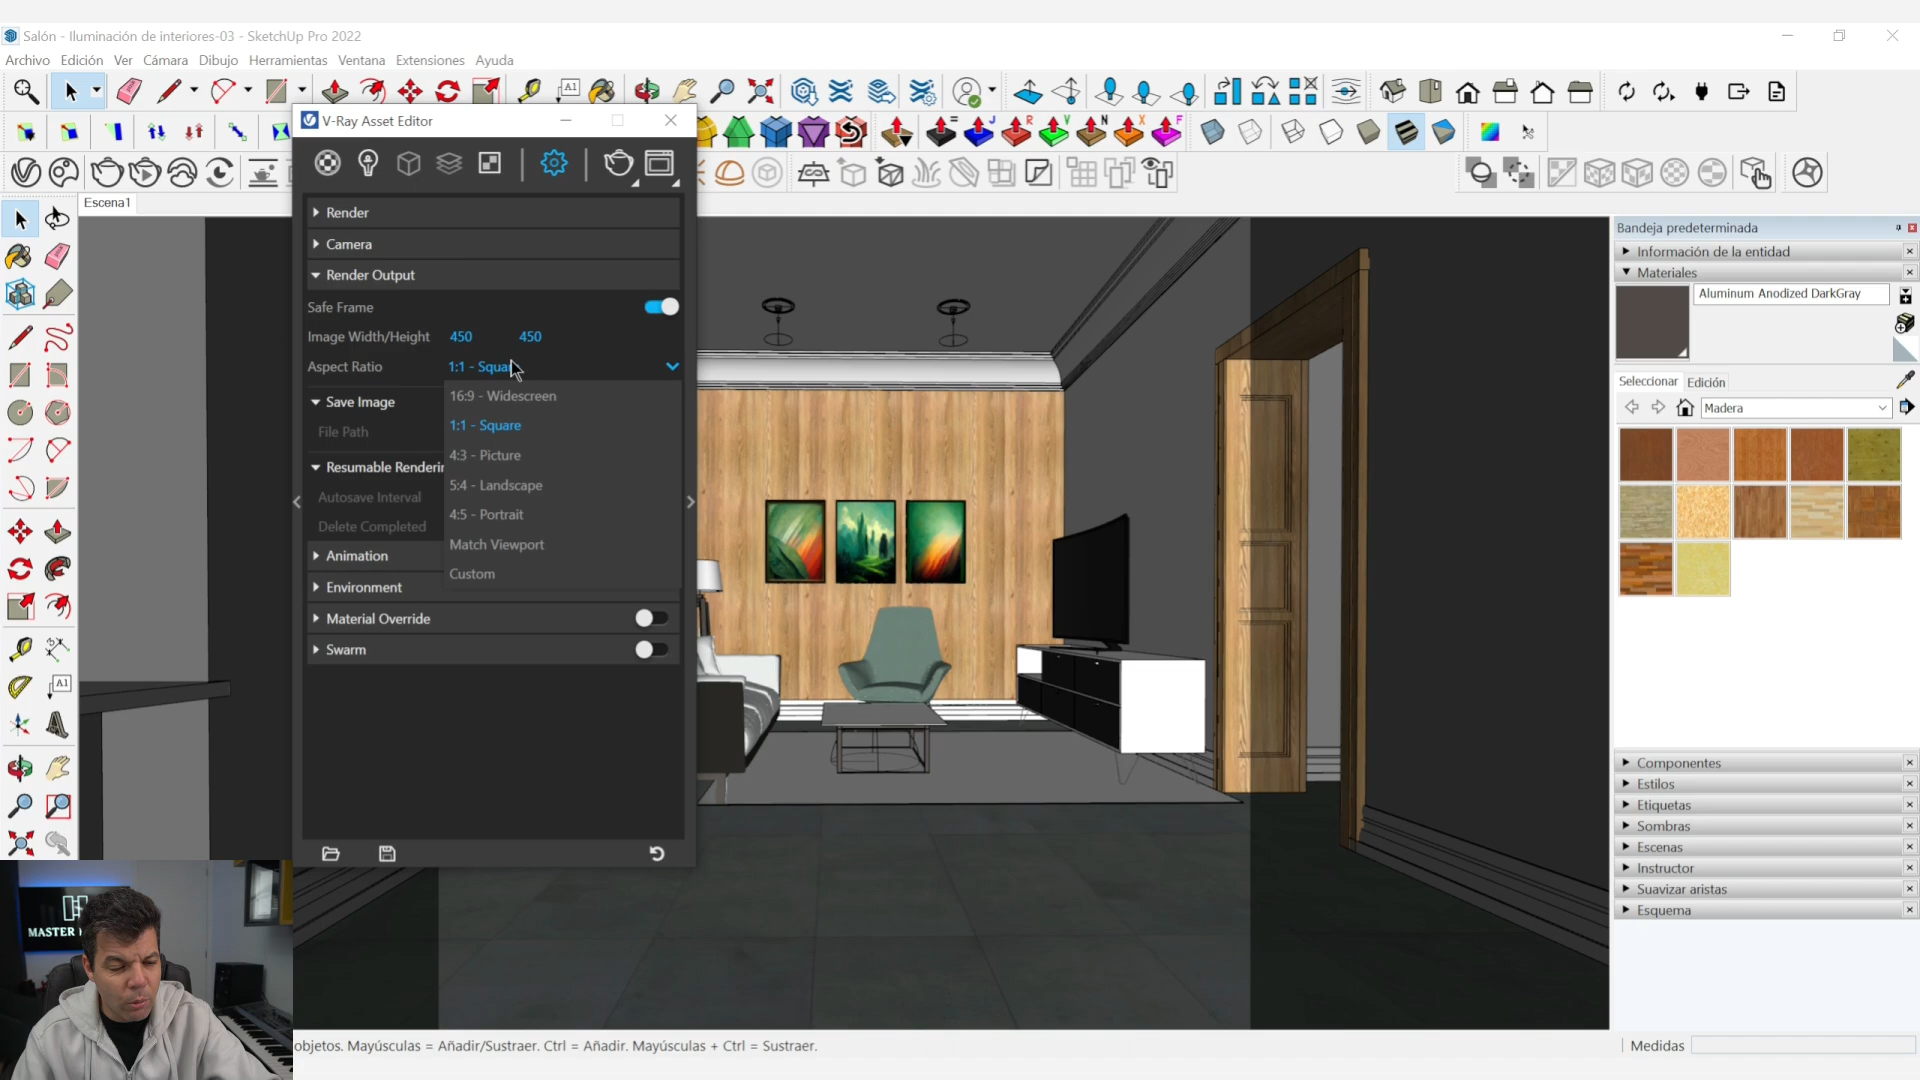 Salón - Iluminación de interiores-03 - SketchUp Pro 2022
Archivo Edición Ver Cámara Dibujo Herramientas Ventana Extensiones Ayuda
V-Ray Asset Editor
Escena1
Render
Camera
Render Output
Safe Frame
Image Width/Height 450 450
Aspect Ratio 1:1 - Squar
16:9 - Widescreen
1:1 - Square
4:3 - Picture
5:4 - Landscape
4:5 - Portrait
Match Viewport
Custom
Save Image
File Path
Resumable Renderin
Autosave Interval
Delete Completed
Animation
Environment
Material Override
Swarm
Bandeja predeterminada
Información de la entidad
Materiales
Aluminum Anodized DarkGray
Seleccionar Edición
Madera
Componentes
Estilos
Etiquetas
Sombras
Escenas
Instructor
Suavizar aristas
Esquema
MASTER
objetos. Mayúsculas = Añadir/Sustraer. Ctrl = Añadir. Mayúsculas + Ctrl = Sustraer.
Medidas